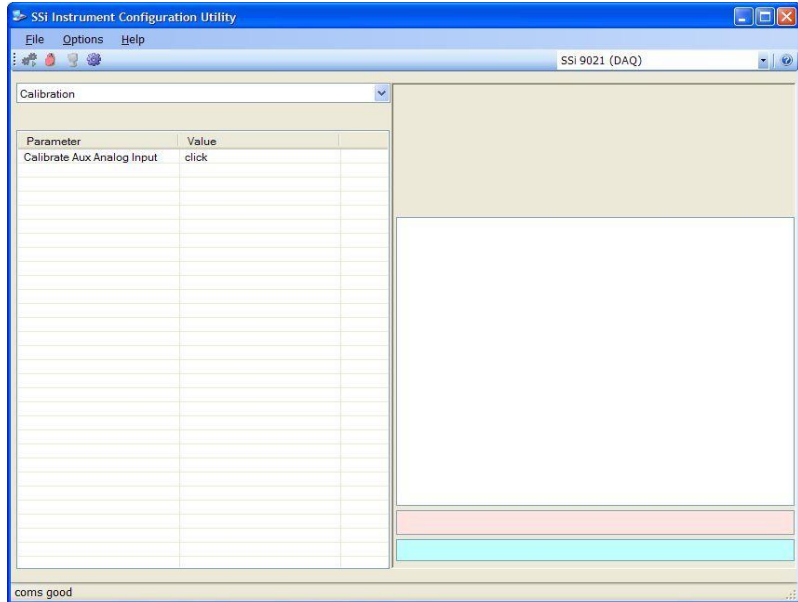 SSi Instrument Configuration Utility
File Options Help
SSi 9021 (DAQ)
Calibration
Parameter Value
Calibrate Aux Analog Input click
coms good